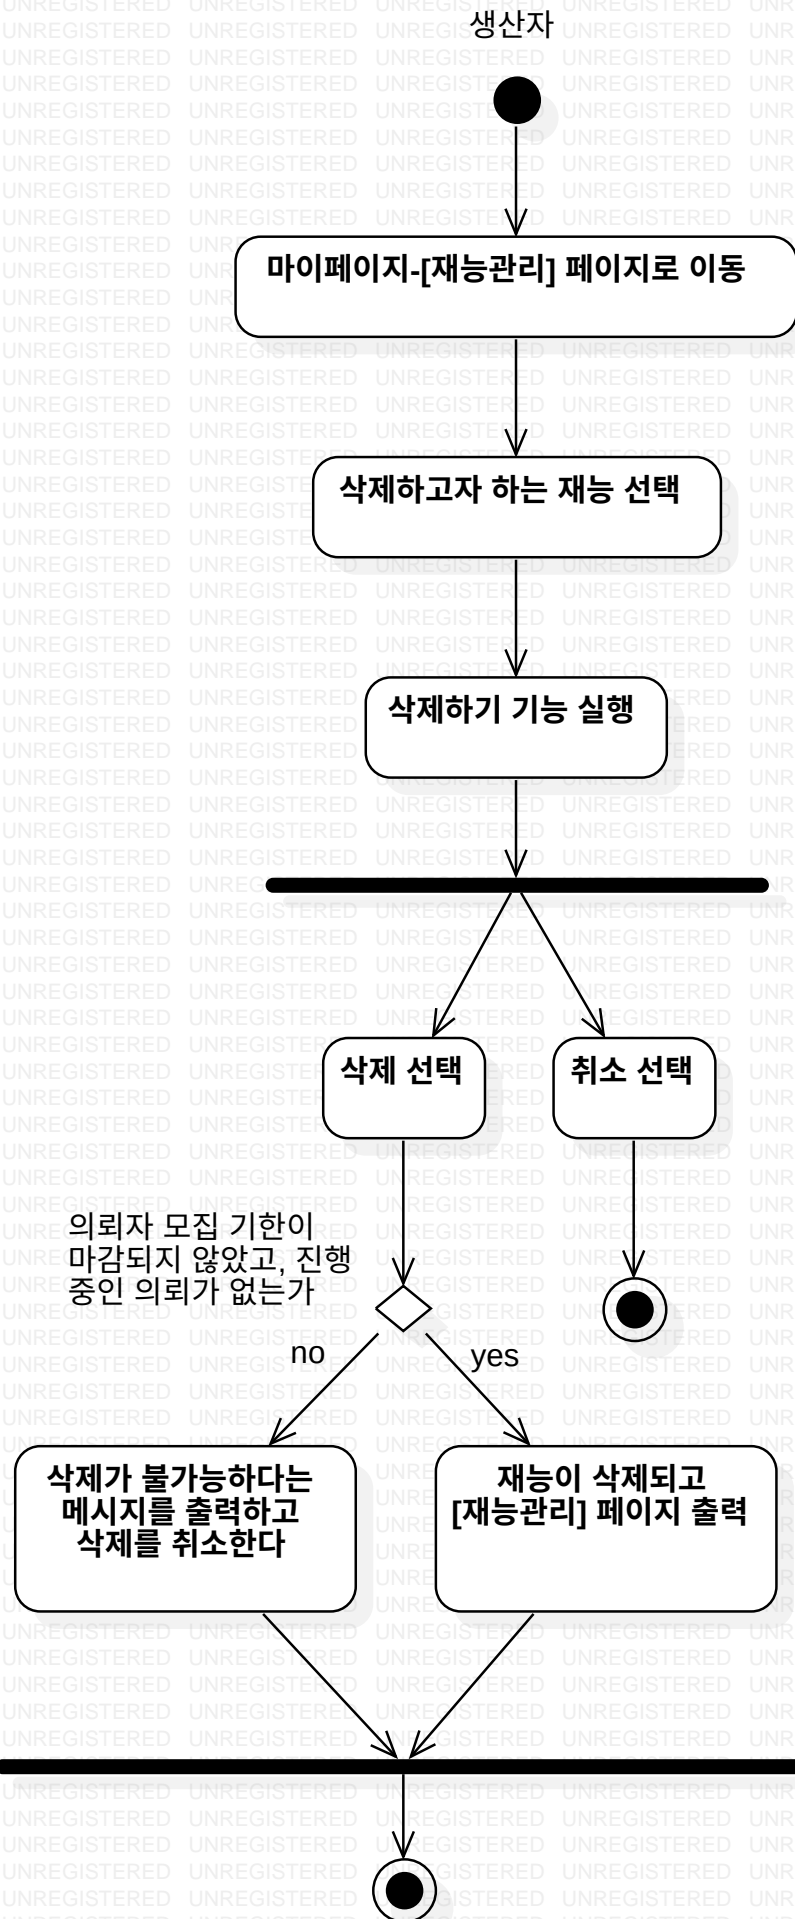 생산자
마이페이지-[재능관리] 페이지로 이동
삭제하고자 하는 재능 선택
삭제하기 기능 실행
삭제 선택
취소 선택
의뢰자 모집 기한이
마감되지 않았고, 진행
중인 의뢰가 없는가
no
yes
삭제가 불가능하다는
메시지를 출력하고
삭제를 취소한다
재능이 삭제되고
[재능관리] 페이지 출력
UNREGISTERED